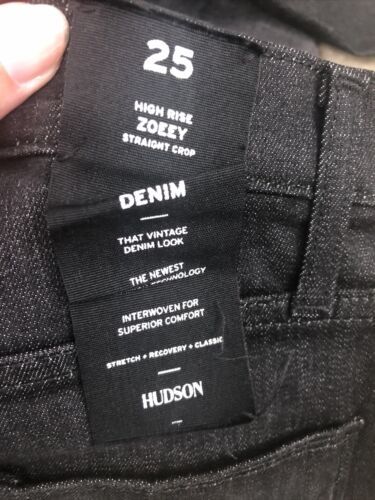 25
HIGH RISE
ZOEEY
STRAIGHT CROP
DENIM
THAT VINTAGE
DENIM LOOK
THE NEWEST
INTERWOVEN FOR
SUPERIOR COMFORT
STRETCH + RECOVERY + CLASSIC
HUDSON